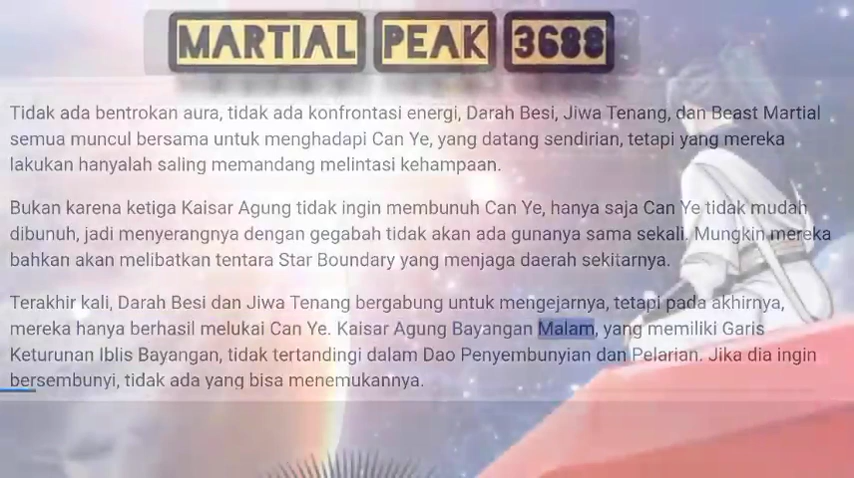 MARTIAL PEAK 3688
Tidak ada bentrokan aura, tidak ada konfrontasi energi, Darah Besi, Jiwa Tenang, dan Beast Martial
semua muncul bersama untuk menghadapi Can Ye, yang datang sendirian, tetapi yang mereka
lakukan hanyalah saling memandang melintasi kehampaan.
Bukan karena ketiga Kaisar Agung tidak ingin membunuh Can Ye, hanya saja Can Ye tidak mudah
dibunuh, jadi menyerangnya dengan gegabah tidak akan ada gunanya sama sekali. Mungkin mereka
bahkan akan melibatkan tentara Star Boundary yang menjaga daerah sekitarnya.
Terakhir kali, Darah Besi dan Jiwa Tenang bergabung untuk mengejarnya, tetapi pada akhirnya,
mereka hanya berhasil melukai Can Ye. Kaisar Agung Bayangan Malam, yang memiliki Garis
Keturunan Iblis Bayangan, tidak tertandingi dalam Dao Penyembunyian dan Pelarian. Jika dia ingin
bersembunyi, tidak ada yang bisa menemukannya.